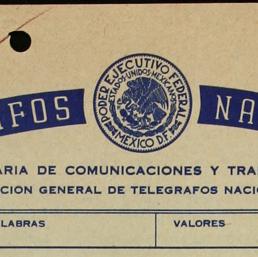 AFOS NA
PODER EJECUTIVO FEDERAL
ESTADOS UNIDOS MEXICANOS
MEXICO D.F.
ARIA DE COMUNICACIONES Y TRA
CION GENERAL DE TELEGRAFOS NACI
LABRAS VALORES